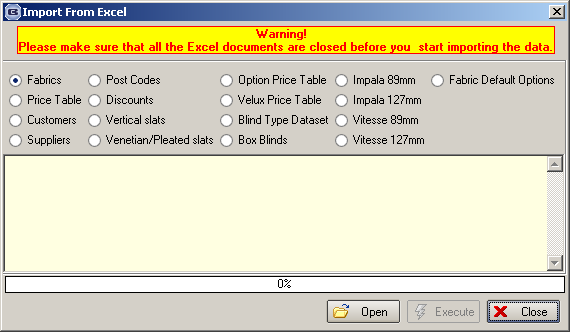 Import From Excel
Warning!
Please make sure that all the Excel documents are closed before you start importing the data.
Fabrics Post Codes Option Price Table Impala 89mm Fabric Default Options
Price Table Discounts Velux Price Table Impala 127mm
Customers Vertical slats Blind Type Dataset Vitesse 89mm
Suppliers Venetian/Pleated slats Box Blinds Vitesse 127mm
0%
Open Execute Close